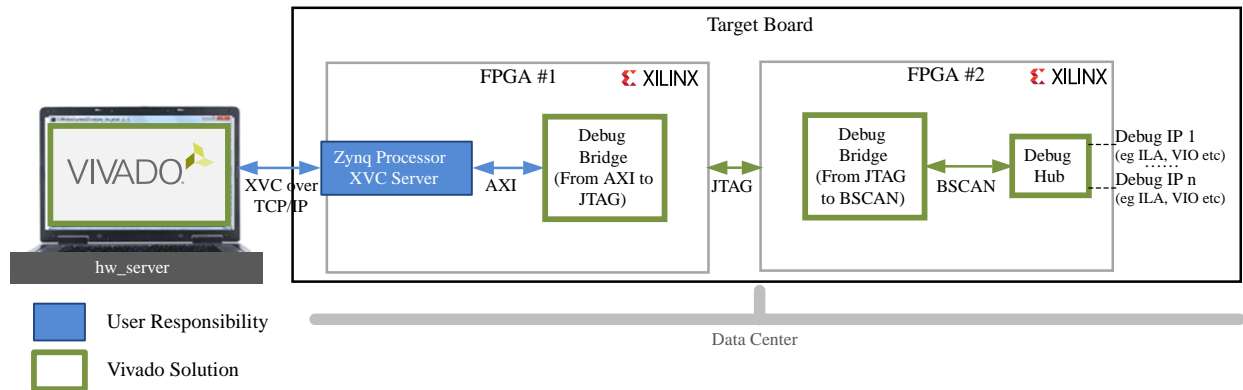 Target Board
FPGA #1
XILINX
FPGA #2
XILINX
VIVADO
hw_server
XVC over
TCP/IP
Zynq Processor
XVC Server
AXI
Debug
Bridge
(From AXI to
JTAG)
JTAG
Debug
Bridge
(From JTAG
to BSCAN)
BSCAN
Debug
Hub
Debug IP 1
(eg ILA, VIO etc)
......
Debug IP n
(eg ILA, VIO etc)
User Responsibility
Vivado Solution
Data Center